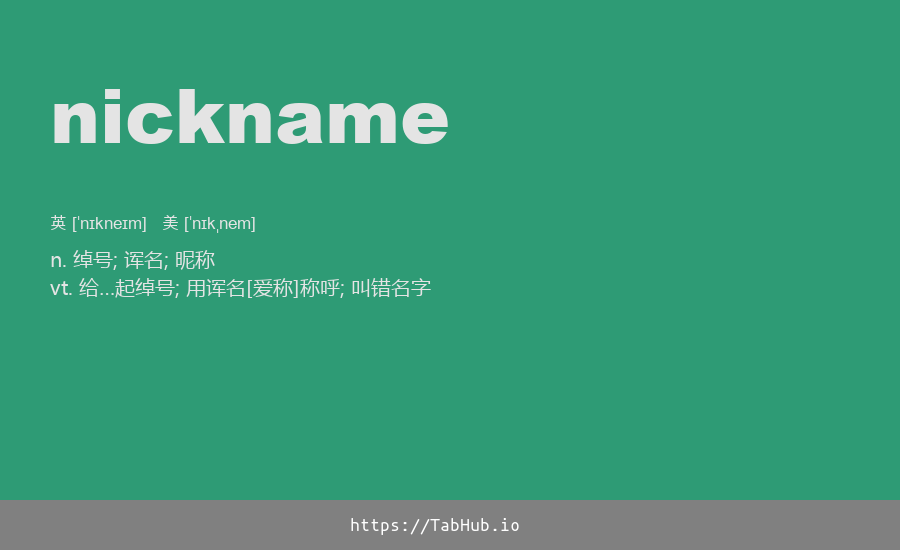 nickname
英 [ˈnɪkneɪm] 美 [ˈnɪkˌnem]
n. 绰号; 诨名; 昵称
vt. 给...起绰号; 用诨名[爱称]称呼; 叫错名字
https://TabHub.io